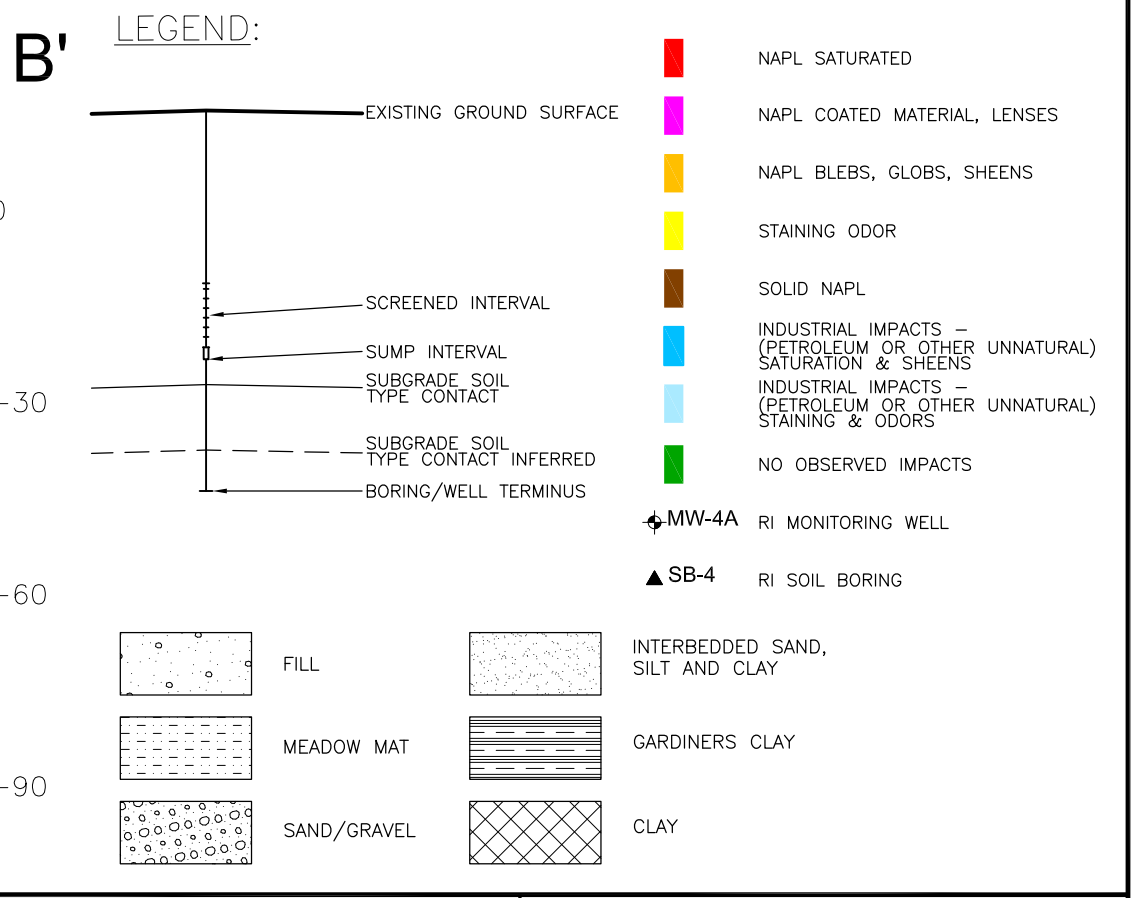 B'
LEGEND:
EXISTING GROUND SURFACE
SCREENED INTERVAL
SUMP INTERVAL
SUBGRADE SOIL
TYPE CONTACT
SUBGRADE SOIL
TYPE CONTACT INFERRED
BORING/WELL TERMINUS
0
-30
-60
-90
NAPL SATURATED
NAPL COATED MATERIAL, LENSES
NAPL BLEBS, GLOBS, SHEENS
STAINING ODOR
SOLID NAPL
INDUSTRIAL IMPACTS –
(PETROLEUM OR OTHER UNNATURAL)
SATURATION & SHEENS
INDUSTRIAL IMPACTS –
(PETROLEUM OR OTHER UNNATURAL)
STAINING & ODORS
NO OBSERVED IMPACTS
MW-4A RI MONITORING WELL
SB-4 RI SOIL BORING
FILL
MEADOW MAT
SAND/GRAVEL
INTERBEDDED SAND,
SILT AND CLAY
GARDINERS CLAY
CLAY